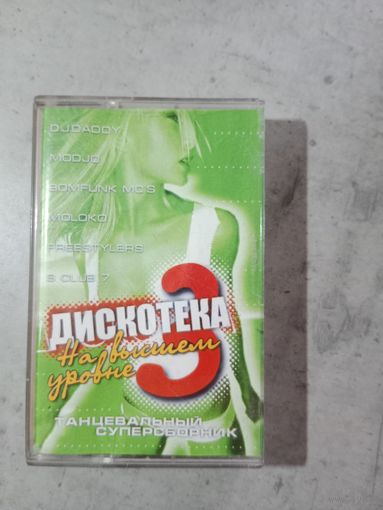 DJ DADDY
MODJO
BOMFUNK MC'S
MOLOKO
FREESTYLERS
S CLUB 7
ДИСКОТЕКА
3
На высшем
уровне
ТАНЦЕВАЛЬНЫЙ
СУПЕРСБОРНИК